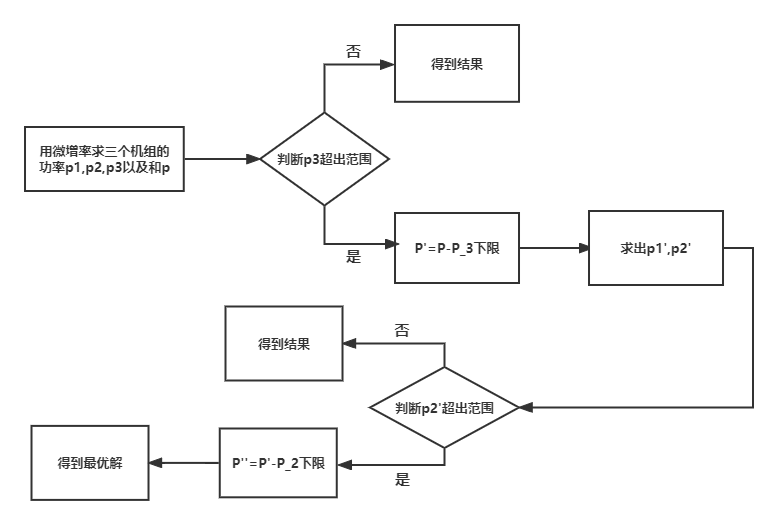 否
得到结果
用微增率求三个机组的
功率p1,p2,p3以及和p
判断p3超出范围
是
P'=P-P_3下限
求出p1',p2'
得到结果
否
判断p2'超出范围
得到最优解
P''=P'-P_2下限
是